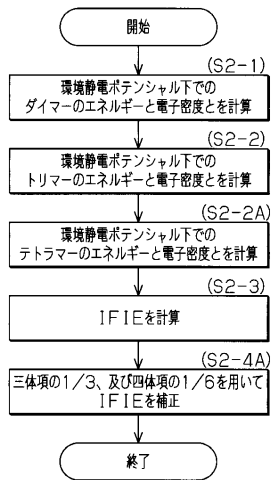 開始
(S2-1)
環境静電ポテンシャル下での
ダイマーのエネルギーと電子密度とを計算
(S2-2)
環境静電ポテンシャル下での
トリマーのエネルギーと電子密度とを計算
(S2-2A)
環境静電ポテンシャル下での
テトラマーのエネルギーと電子密度とを計算
(S2-3)
IFIEを計算
(S2-4A)
三体項の1/3、及び四体項の1/6を用いて
IFIEを補正
終了